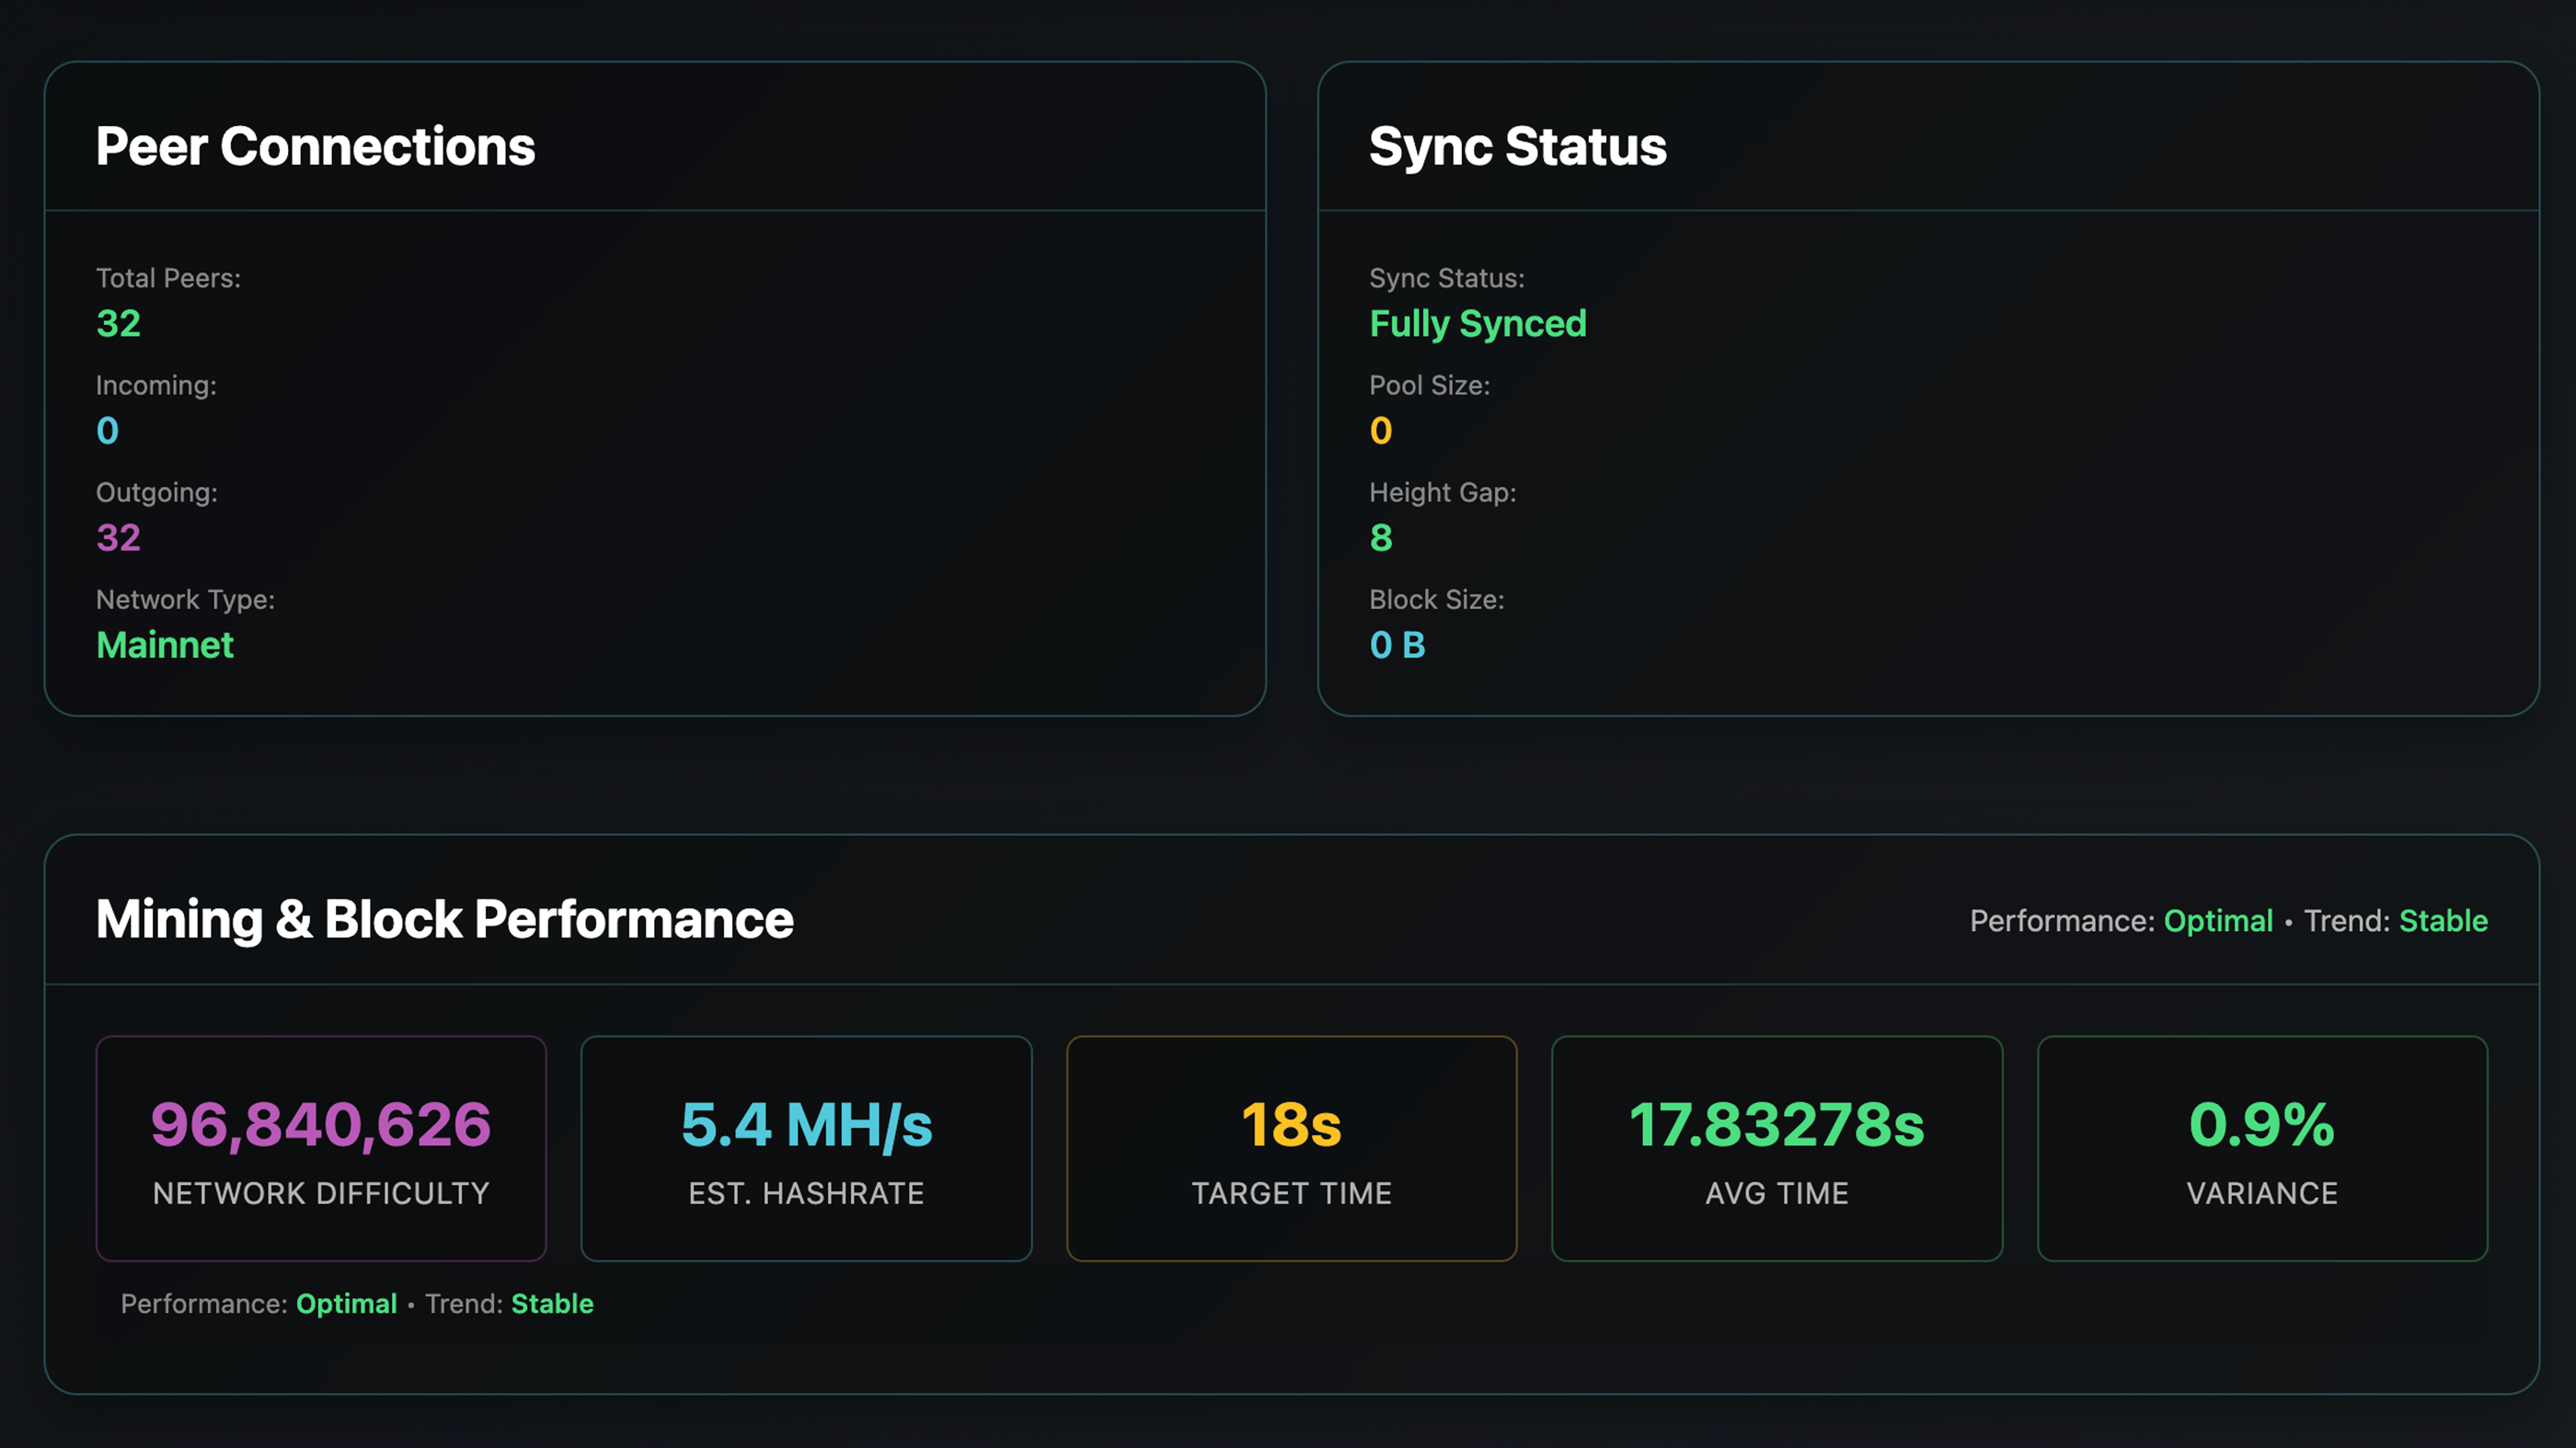 Peer Connections
Total Peers:
32
Incoming:
0
Outgoing:
32
Network Type:
Mainnet
Sync Status
Sync Status:
Fully Synced
Pool Size:
0
Height Gap:
8
Block Size:
0 B
Mining & Block Performance
Performance: Optimal • Trend: Stable
96,840,626
NETWORK DIFFICULTY
5.4 MH/s
EST. HASHRATE
18s
TARGET TIME
17.83278s
AVG TIME
0.9%
VARIANCE
Performance: Optimal • Trend: Stable